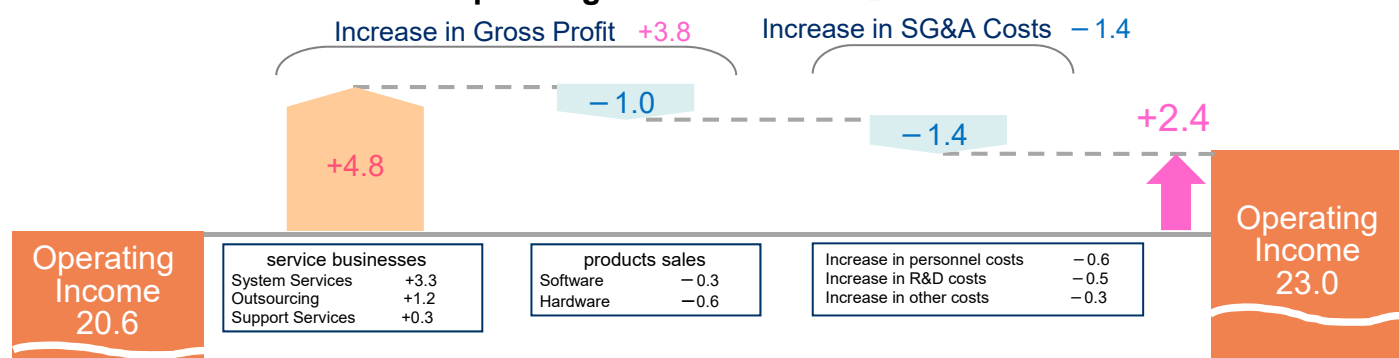 Increase in Gross Profit +3.8
Increase in SG&A Costs －1.4
－1.0
－1.4
+2.4
+4.8
Operating
Income
20.6
service businesses
System Services +3.3
Outsourcing +1.2
Support Services +0.3
products sales
Software －0.3
Hardware －0.6
Increase in personnel costs －0.6
Increase in R&D costs －0.5
Increase in other costs －0.3
Operating
Income
23.0